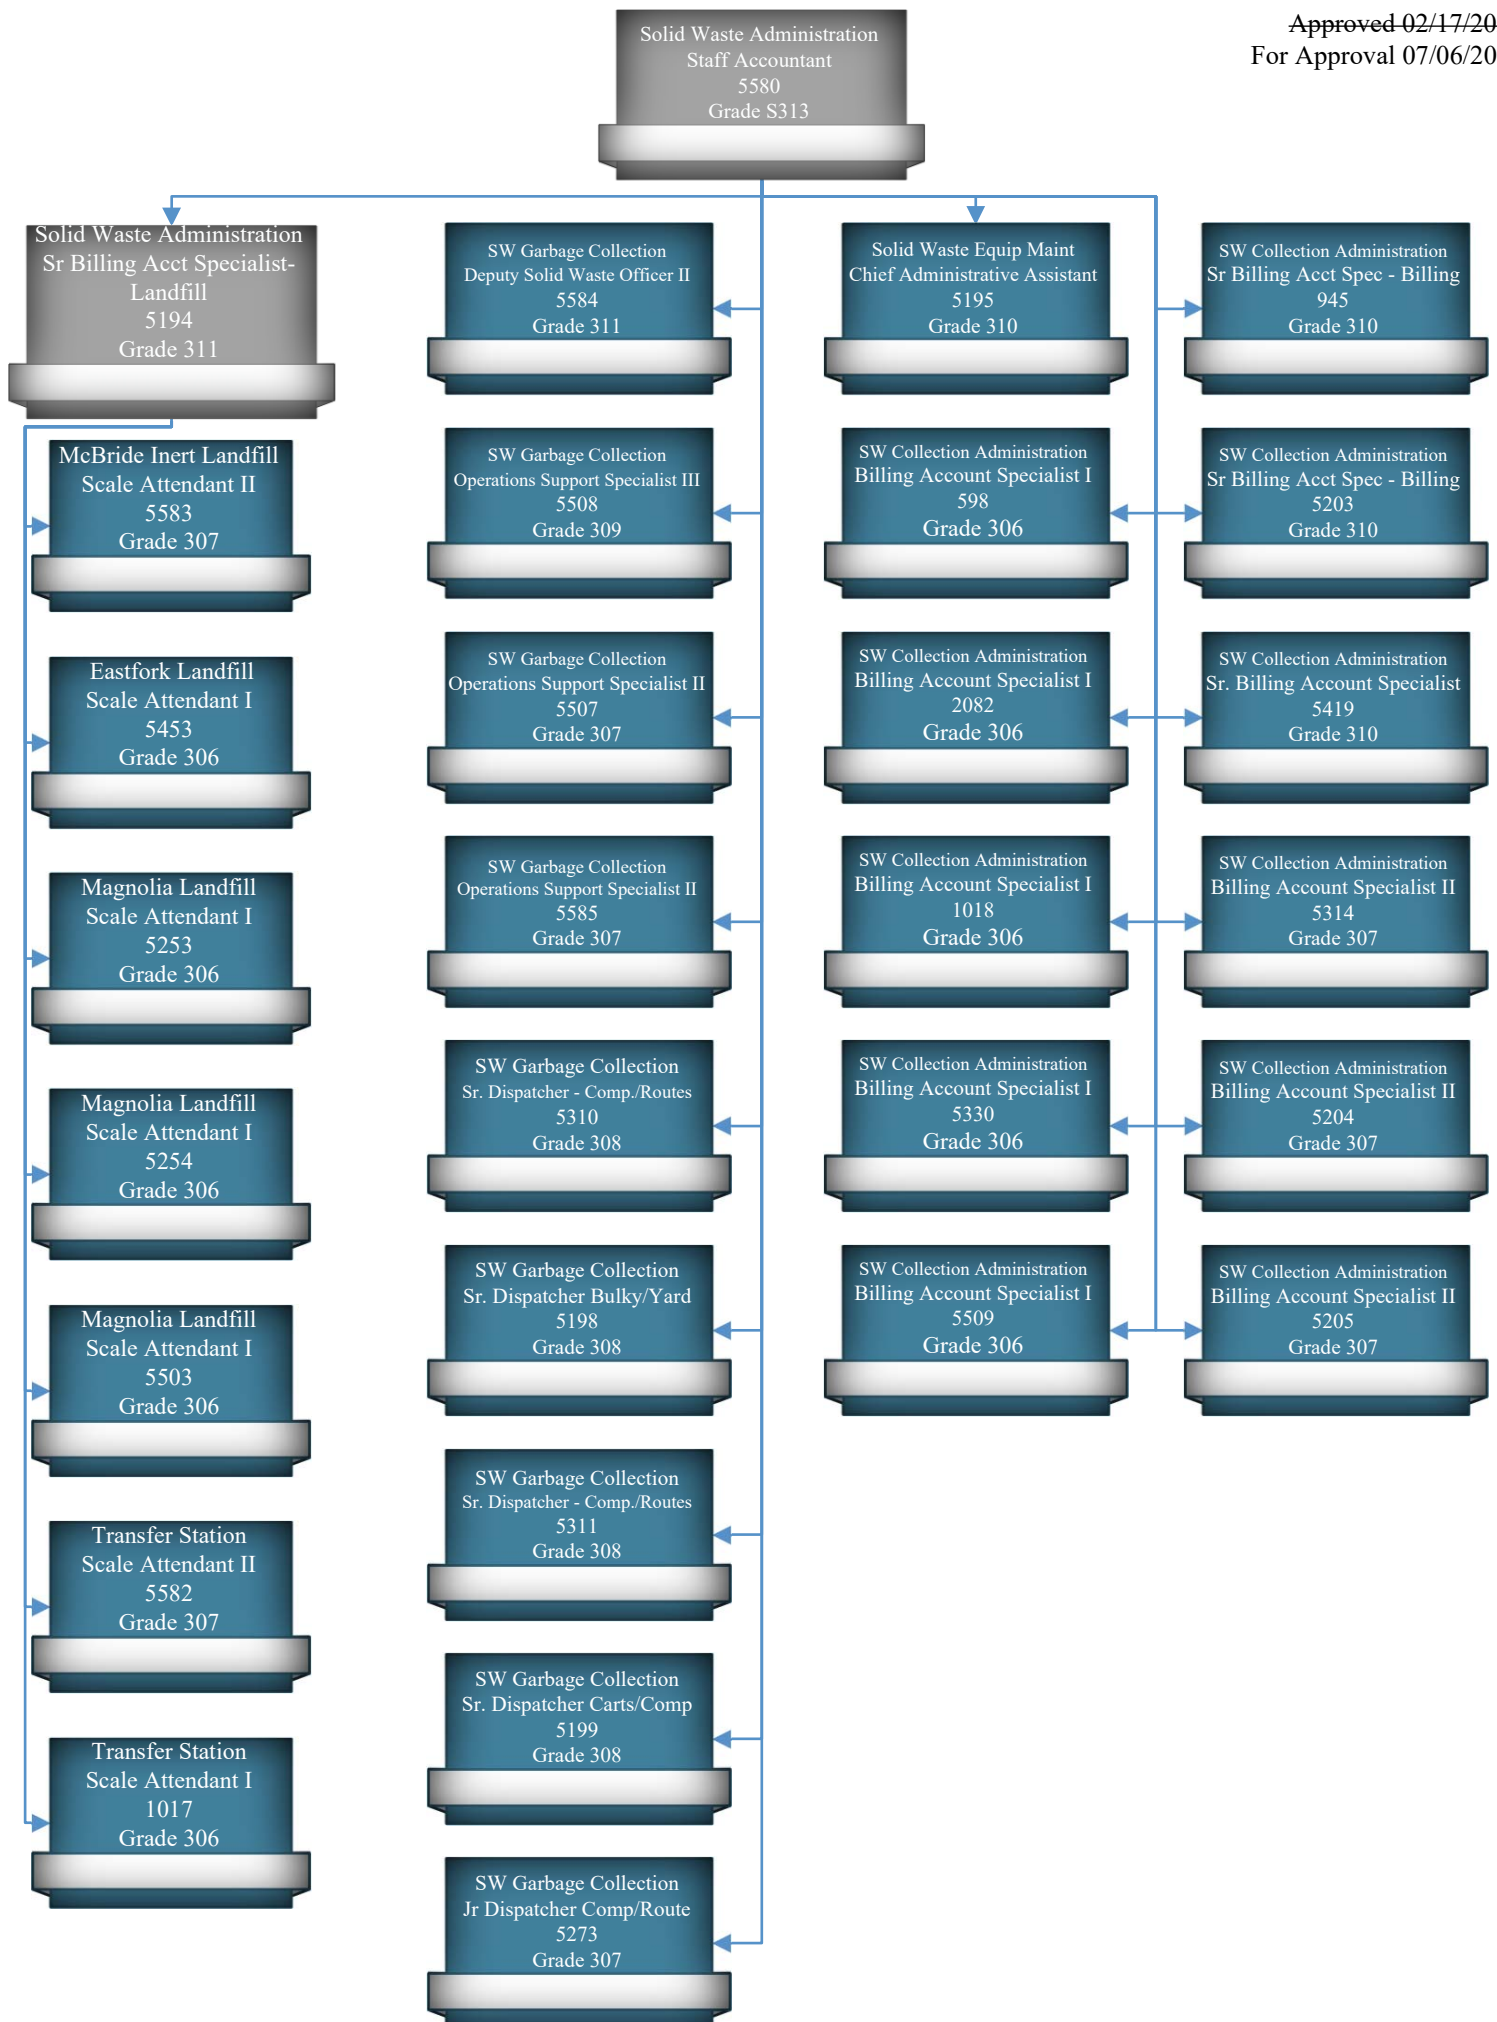 Approved 02/17/20
For Approval 07/06/20
Solid Waste Administration
Staff Accountant
5580
Grade S313
Solid Waste Administration
Sr Billing Acct Specialist-
Landfill
5194
Grade 311
McBride Inert Landfill
Scale Attendant II
5583
Grade 307
Eastfork Landfill
Scale Attendant I
5453
Grade 306
Magnolia Landfill
Scale Attendant I
5253
Grade 306
Magnolia Landfill
Scale Attendant I
5254
Grade 306
Magnolia Landfill
Scale Attendant I
5503
Grade 306
Transfer Station
Scale Attendant II
5582
Grade 307
Transfer Station
Scale Attendant I
1017
Grade 306
SW Garbage Collection
Deputy Solid Waste Officer II
5584
Grade 311
SW Garbage Collection
Operations Support Specialist III
5508
Grade 309
SW Garbage Collection
Operations Support Specialist II
5507
Grade 307
SW Garbage Collection
Operations Support Specialist II
5585
Grade 307
SW Garbage Collection
Sr. Dispatcher - Comp./Routes
5310
Grade 308
SW Garbage Collection
Sr. Dispatcher Bulky/Yard
5198
Grade 308
SW Garbage Collection
Sr. Dispatcher - Comp./Routes
5311
Grade 308
SW Garbage Collection
Sr. Dispatcher Carts/Comp
5199
Grade 308
SW Garbage Collection
Jr Dispatcher Comp/Route
5273
Grade 307
Solid Waste Equip Maint
Chief Administrative Assistant
5195
Grade 310
SW Collection Administration
Billing Account Specialist I
598
Grade 306
SW Collection Administration
Billing Account Specialist I
2082
Grade 306
SW Collection Administration
Billing Account Specialist I
1018
Grade 306
SW Collection Administration
Billing Account Specialist I
5330
Grade 306
SW Collection Administration
Billing Account Specialist I
5509
Grade 306
SW Collection Administration
Sr Billing Acct Spec - Billing
945
Grade 310
SW Collection Administration
Sr Billing Acct Spec - Billing
5203
Grade 310
SW Collection Administration
Sr. Billing Account Specialist
5419
Grade 310
SW Collection Administration
Billing Account Specialist II
5314
Grade 307
SW Collection Administration
Billing Account Specialist II
5204
Grade 307
SW Collection Administration
Billing Account Specialist II
5205
Grade 307